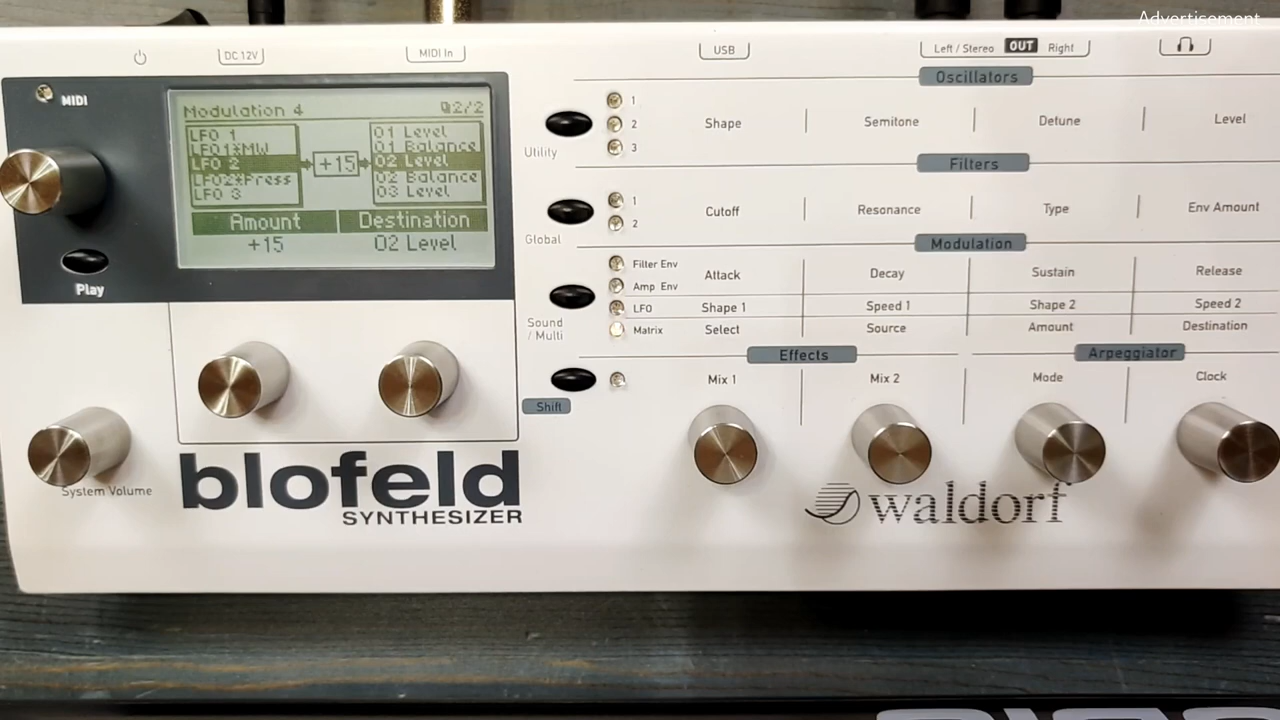 Advertisement
DC 12V
MIDI In
USB
Left / Stereo OUT Right
MIDI
Play
System Volume
Modulation 4 2/2
LFO 1
LFO1*MW
LFO 2
LFO2*Press
LFO 3
+15
O1 Level
O1 Balance
O2 Level
O2 Balance
O3 Level
Amount Destination
+15 O2 Level
blofeld
SYNTHESIZER
Utility
Global
Sound
/ Multi
Shift
Oscillators
1
2
3
Shape Semitone Detune Level
Filters
1
2
Cutoff Resonance Type Env Amount
Modulation
Filter Env
Amp Env
Attack Decay Sustain Release
LFO Shape 1 Speed 1 Shape 2 Speed 2
Matrix Select Source Amount Destination
Effects Arpeggiator
Mix 1 Mix 2 Mode Clock
waldorf